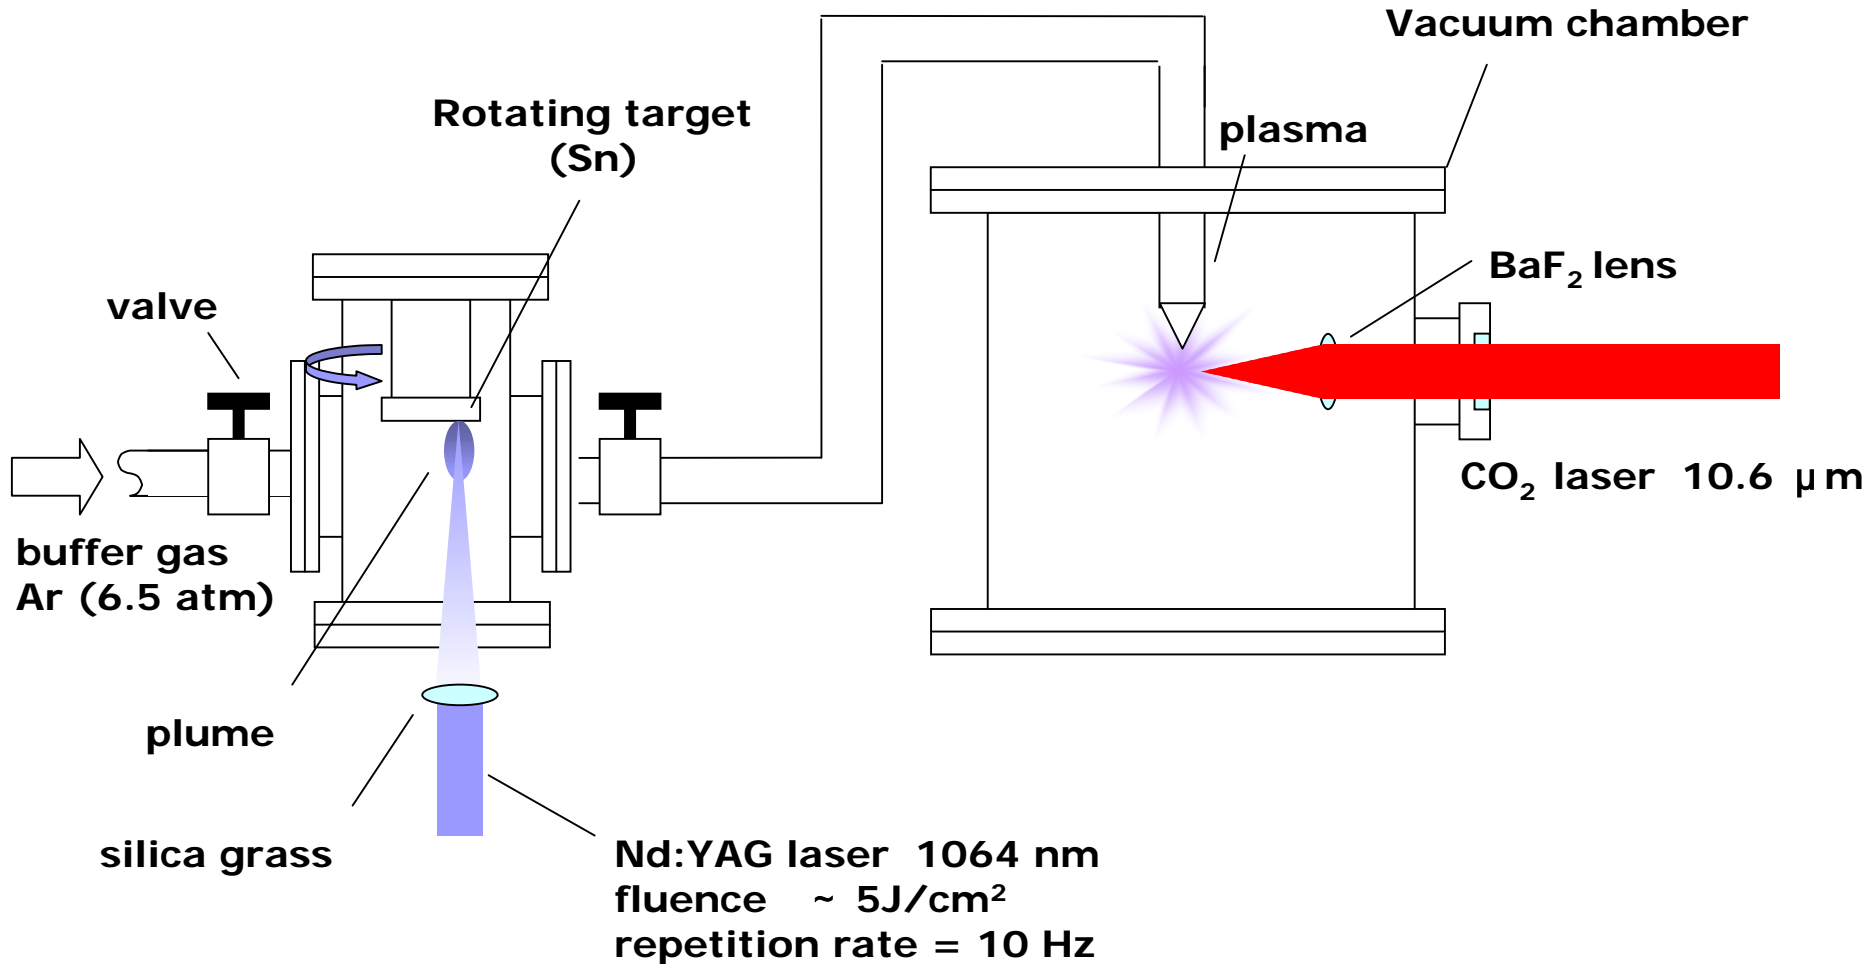 Vacuum chamber
Rotating target
(Sn)
plasma
BaF₂ lens
valve
CO₂ laser 10.6 μm
buffer gas
Ar (6.5 atm)
plume
silica grass
Nd:YAG laser 1064 nm
fluence ~ 5J/cm²
repetition rate = 10 Hz